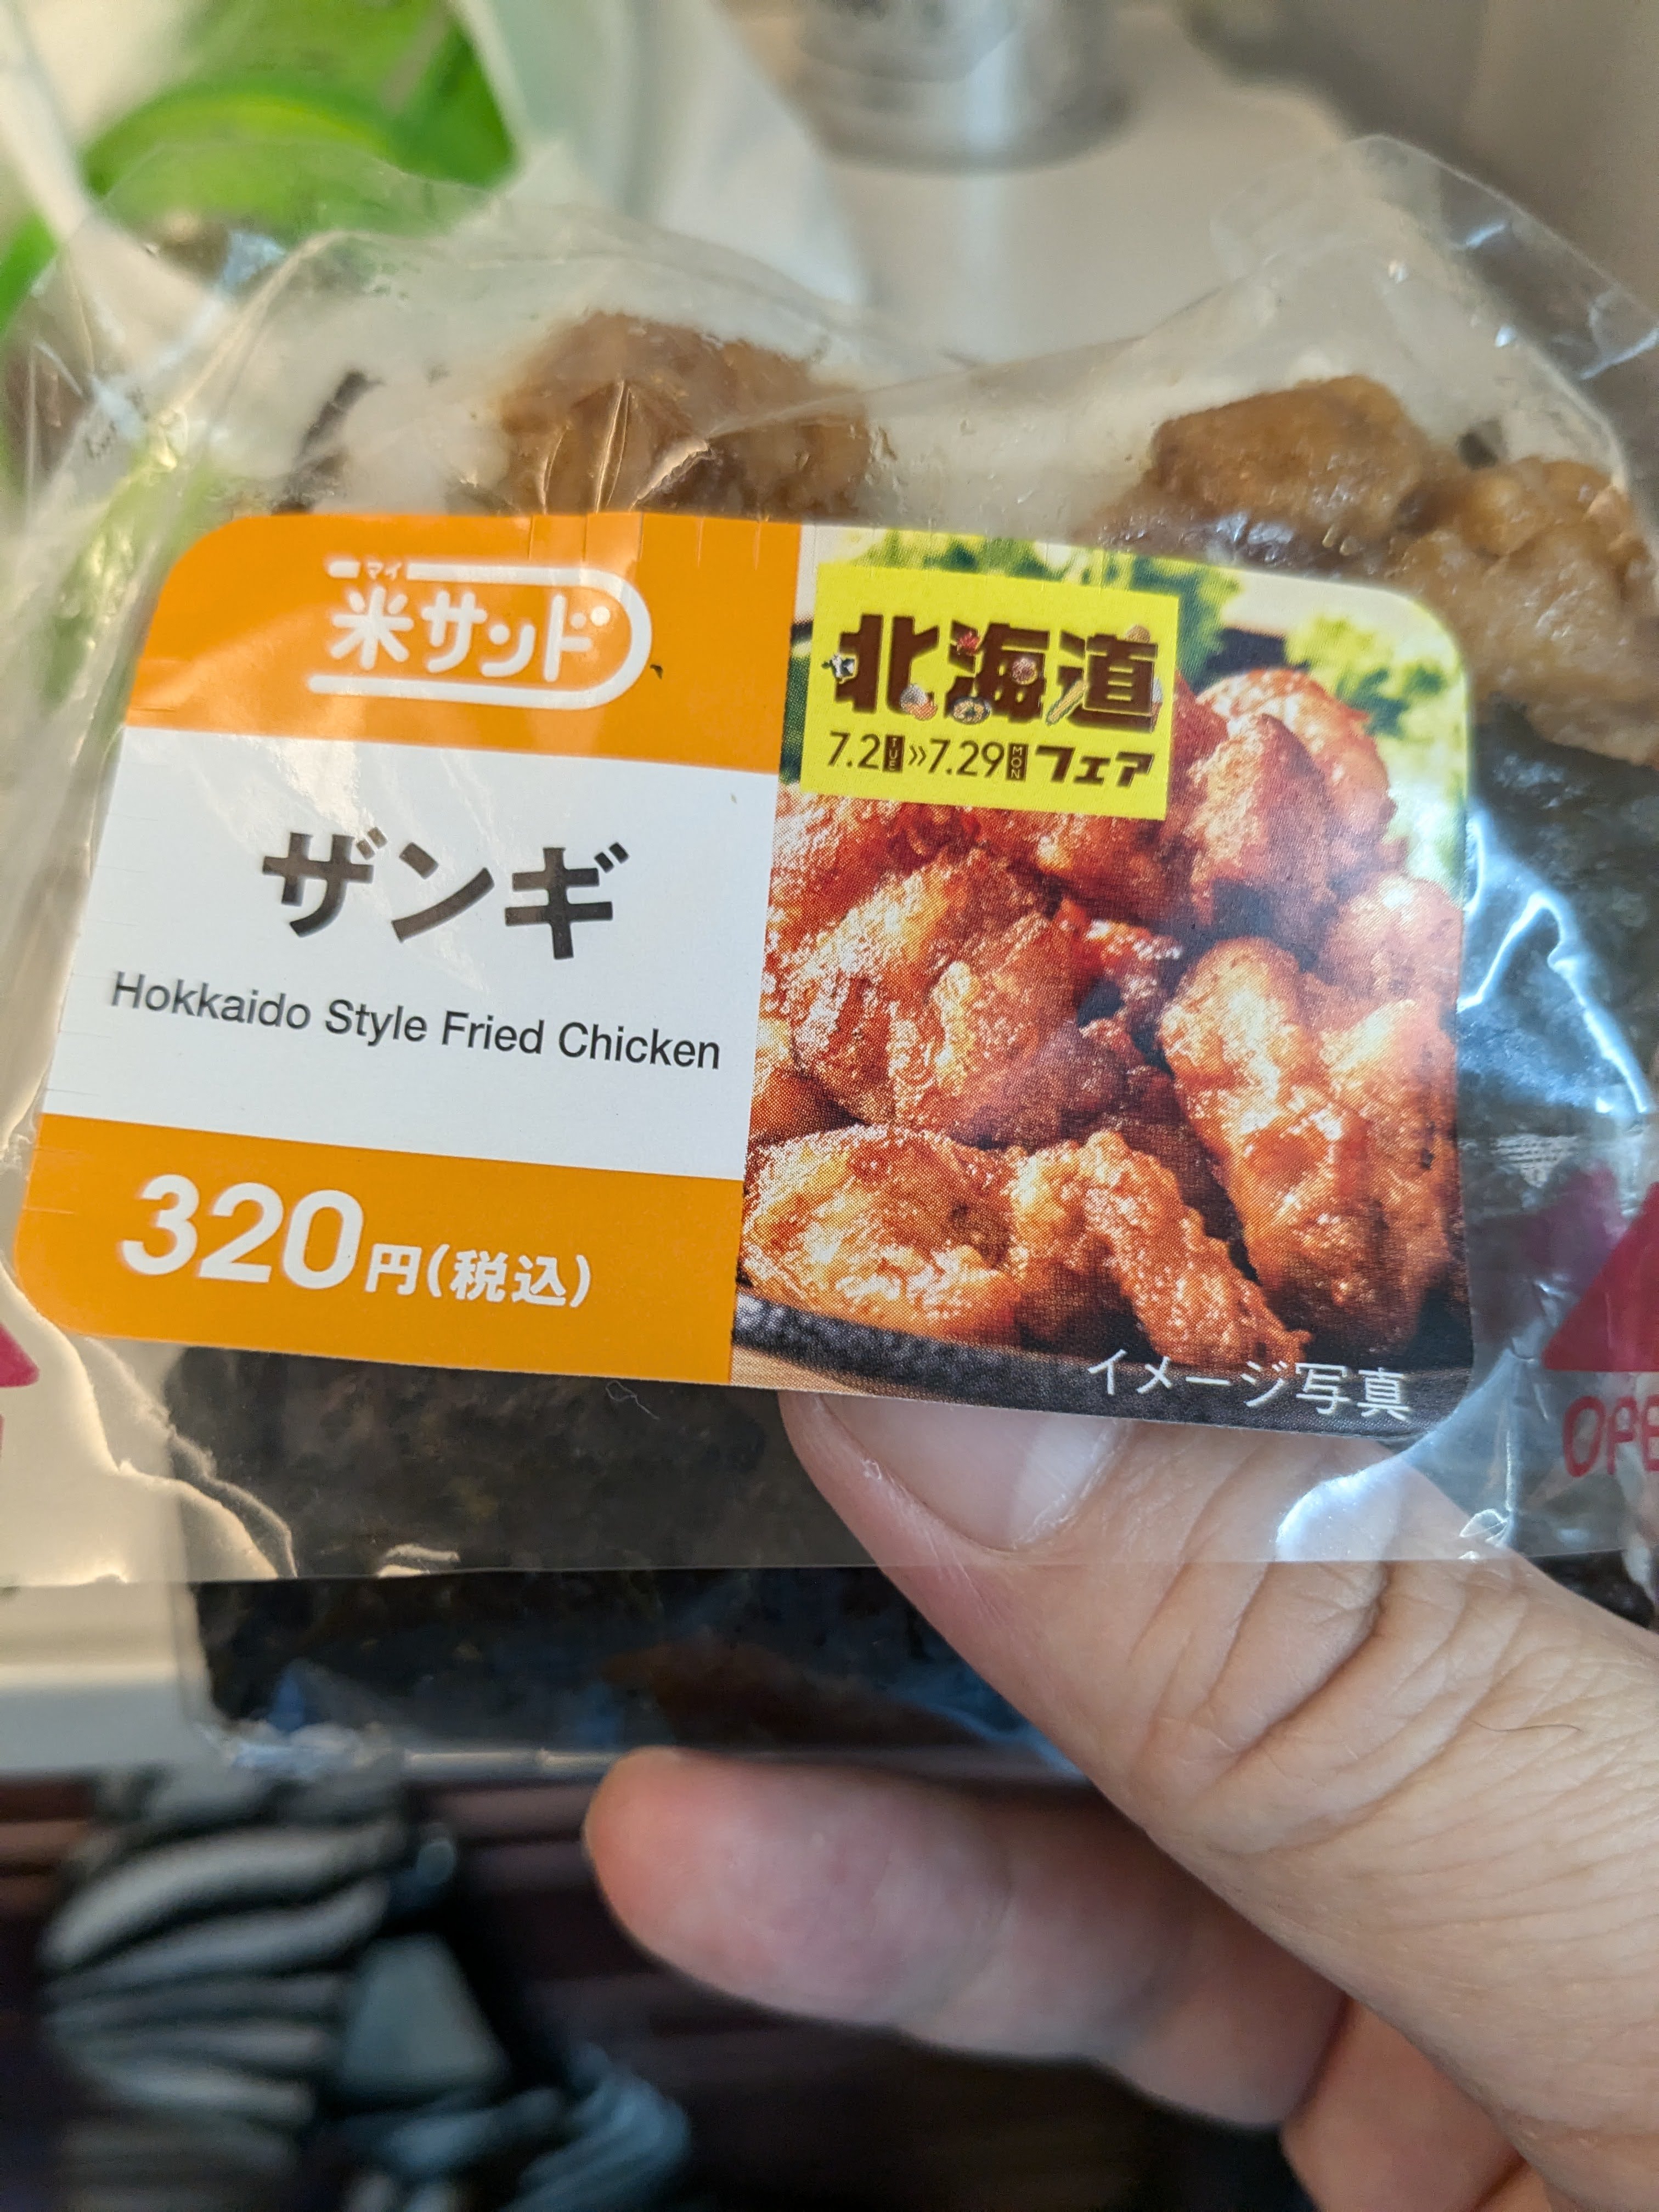 マイ
米サンド
北海道
7.2 TUE » 7.29 MON フェア
ザンギ
Hokkaido Style Fried Chicken
320円(税込)
イメージ写真